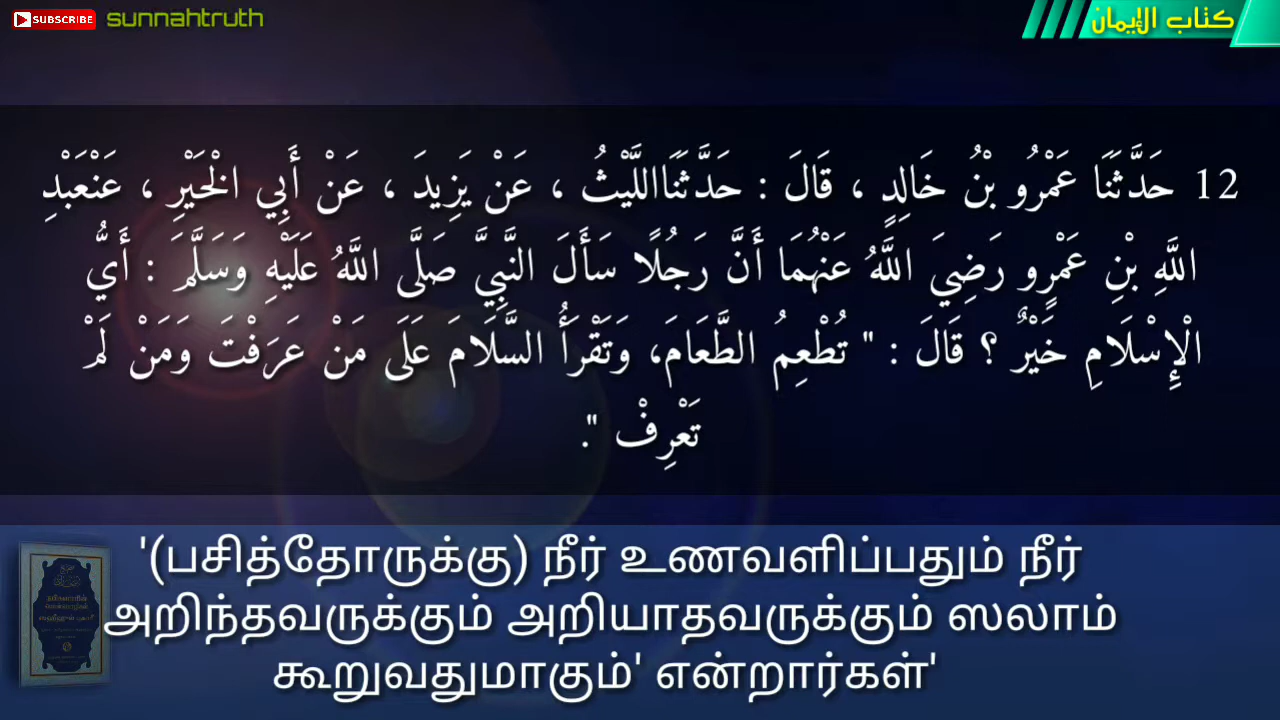 SUBSCRIBE
sunnahtruth
كتاب الإيمان
12 حَدَّثَنَا عَمْرُو بْنُ خَالِدٍ ، قَالَ : حَدَّثَنَااللَّيْثُ ، عَنْ يَزِيدَ ، عَنْ أَبِي الْخَيْرِ ، عَنْعَبْدِ
اللَّهِ بْنِ عَمْرٍو رَضِيَ اللَّهُ عَنْهُمَا أَنَّ رَجُلًا سَأَلَ النَّبِيَّ صَلَّى اللَّهُ عَلَيْهِ وَسَلَّمَ : أَيُّ
الْإِسْلَامِ خَيْرٌ ؟ قَالَ : " تُطْعِمُ الطَّعَامَ، وَتَقْرَأُ السَّلَامَ عَلَى مَنْ عَرَفْتَ وَمَنْ لَمْ
تَعْرِفْ ".
'(பசித்தோருக்கு) நீர் உணவளிப்பதும் நீர்
அறிந்தவருக்கும் அறியாதவருக்கும் ஸலாம்
கூறுவதுமாகும்' என்றார்கள்'